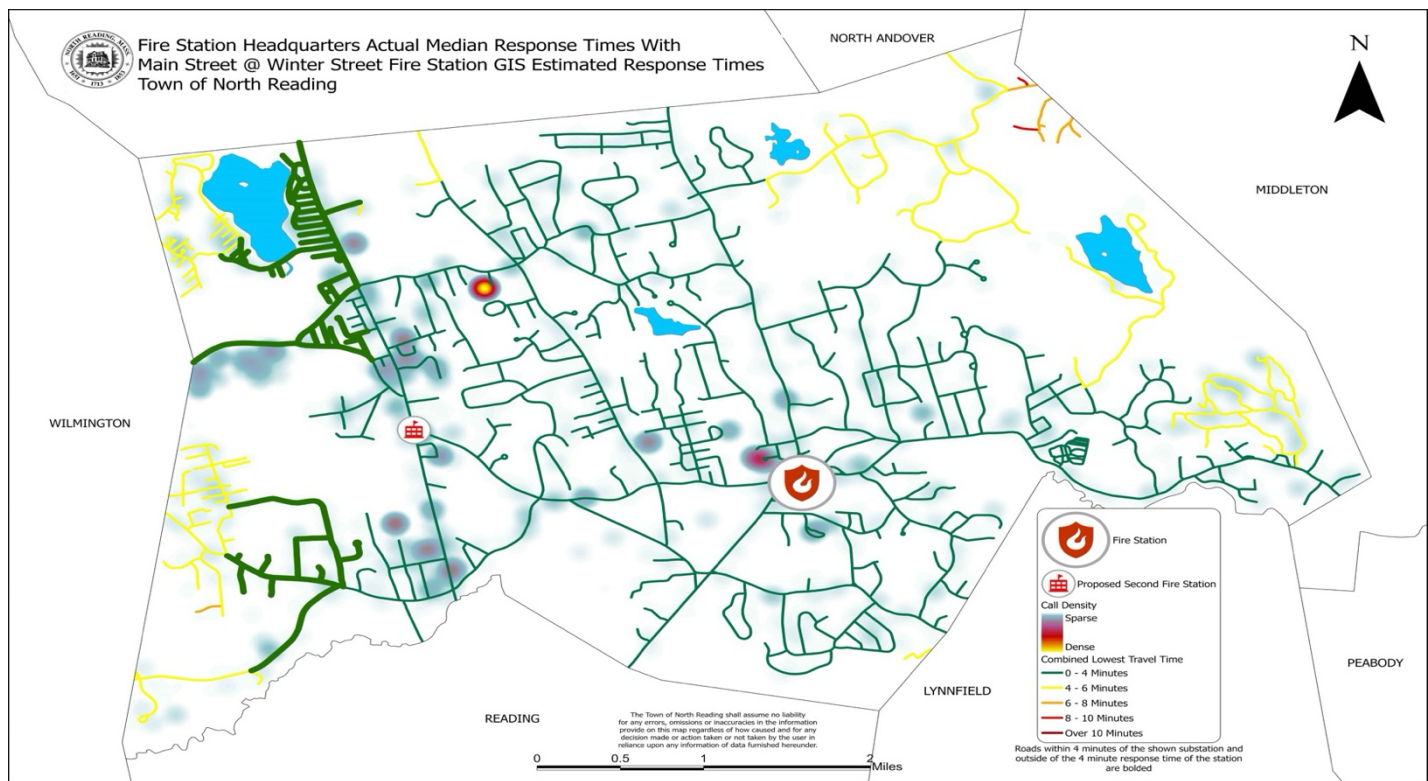 Fire Station Headquarters Actual Median Response Times With
Main Street @ Winter Street Fire Station GIS Estimated Response Times
Town of North Reading
NORTH READING, MASS.
1651 1713 1853
NORTH ANDOVER
N
MIDDLETON
WILMINGTON
PEABODY
LYNNFIELD
READING
Fire Station
Proposed Second Fire Station
Call Density
Sparse
Dense
Combined Lowest Travel Time
0 - 4 Minutes
4 - 6 Minutes
6 - 8 Minutes
8 - 10 Minutes
Over 10 Minutes
Roads within 4 minutes of the shown substation and
outside of the 4 minute response time of the station
are bolded
The Town of North Reading shall assume no liability
for any errors, omissions or inaccuracies in the information
provide on this map regardless of how caused and for any
decision made or action taken or not taken by the user in
reliance upon any information of data furnished hereunder.
0 0.5 1 2
Miles